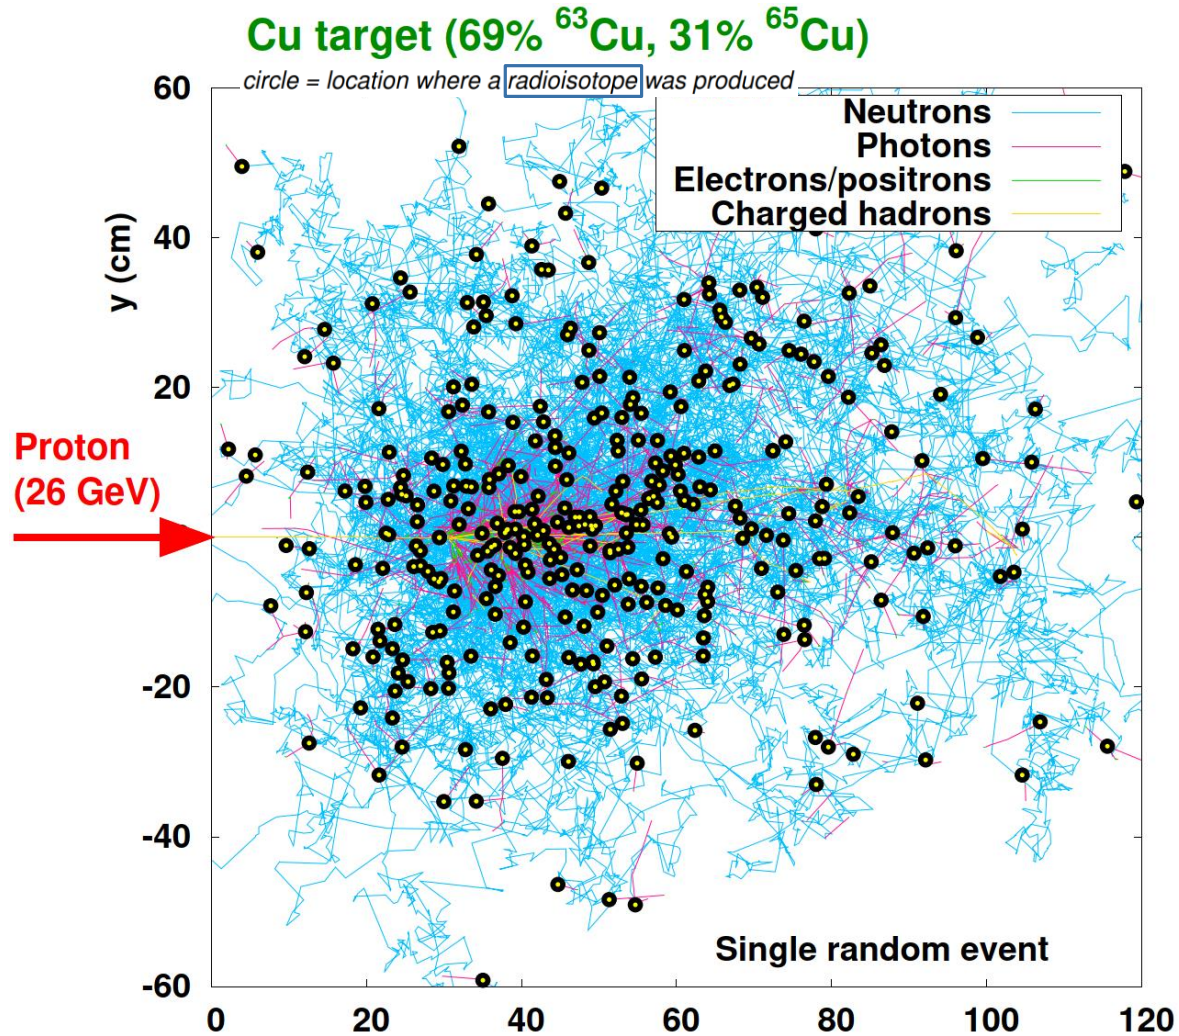 Cu target (69% ⁶³Cu, 31% ⁶⁵Cu)
circle = location where a radioisotope was produced
Neutrons
Photons
Electrons/positrons
Charged hadrons
60
40
20
-20
-40
-60
y (cm)
Proton
(26 GeV)
Single random event
0 20 40 60 80 100 120